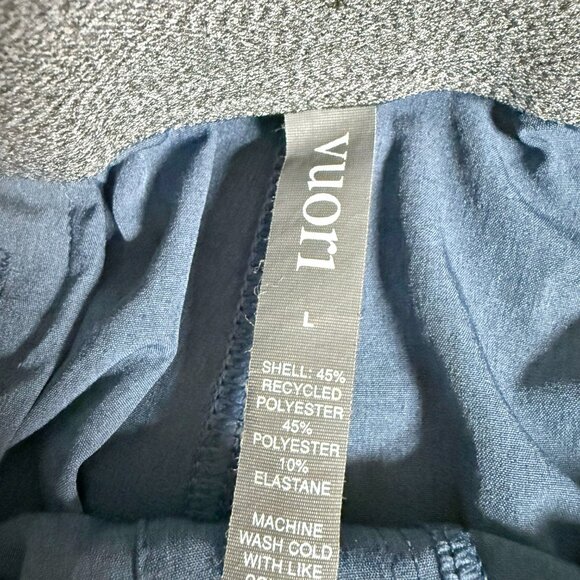 vuori
L
SHELL: 45%
RECYCLED
POLYESTER
45%
POLYESTER
10%
ELASTANE
MACHINE
WASH COLD
WITH LIKE